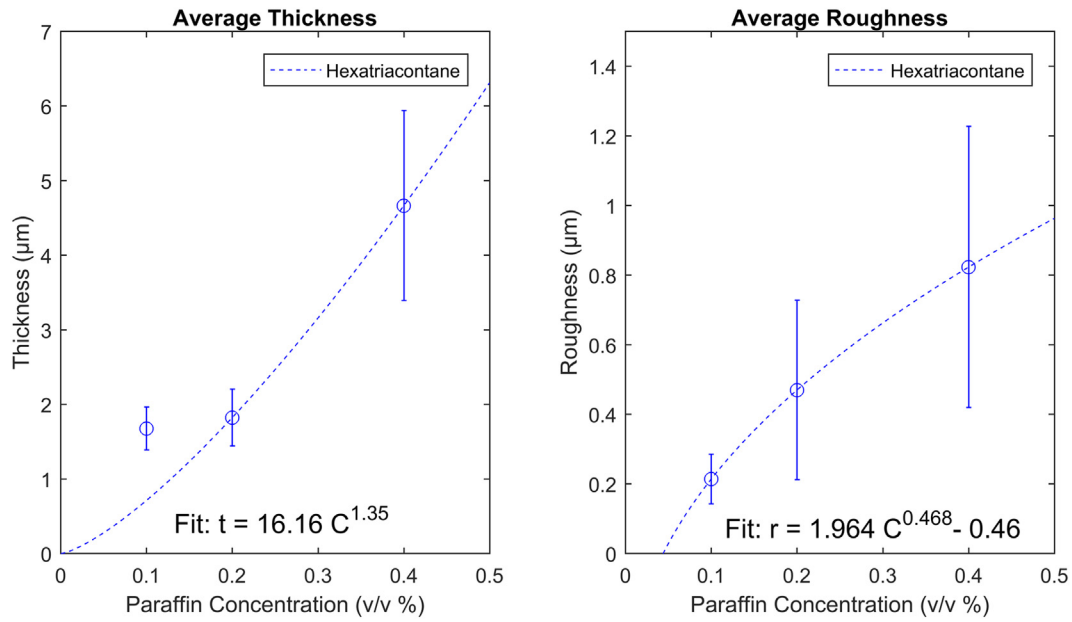 Average Thickness
7
6
5
4
3
2
1
0
Thickness (μm)
Hexatriacontane
Fit: t = 16.16 C^1.35
0 0.1 0.2 0.3 0.4 0.5
Paraffin Concentration (v/v %)
Average Roughness
1.4
1.2
1
0.8
0.6
0.4
0.2
0
Roughness (μm)
Hexatriacontane
Fit: r = 1.964 C^0.468 - 0.46
0 0.1 0.2 0.3 0.4 0.5
Paraffin Concentration (v/v %)